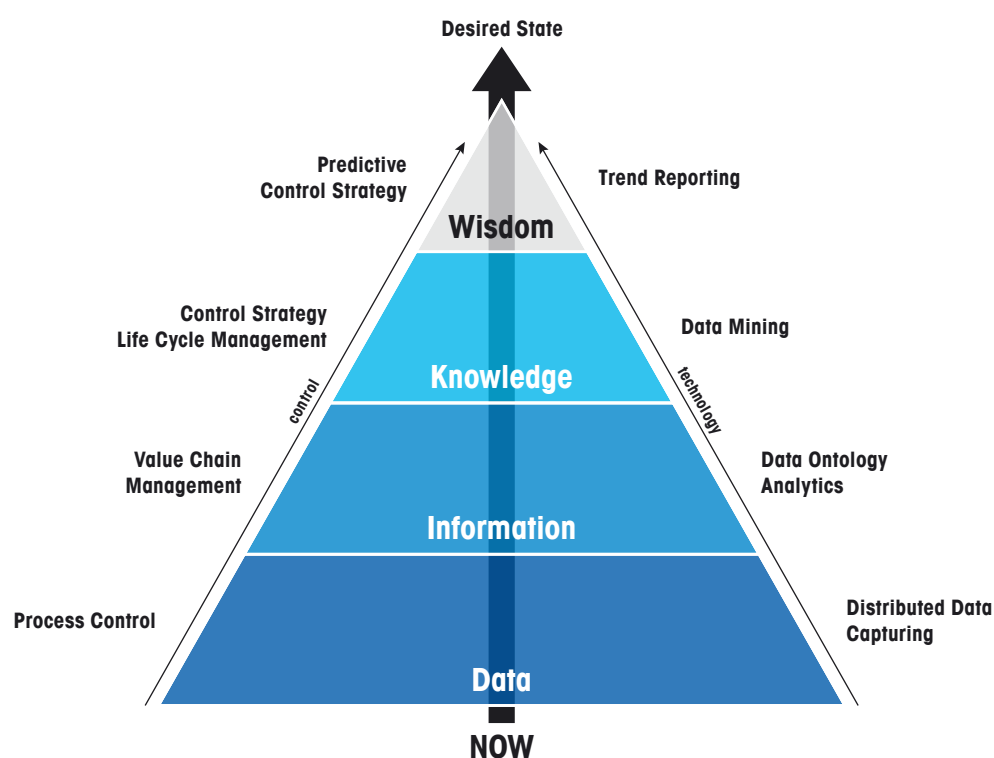 Desired State
Predictive
Control Strategy
Trend Reporting
Wisdom
Control Strategy
Life Cycle Management
Data Mining
Knowledge
control
technology
Value Chain
Management
Data Ontology
Analytics
Information
Process Control
Distributed Data
Capturing
Data
NOW